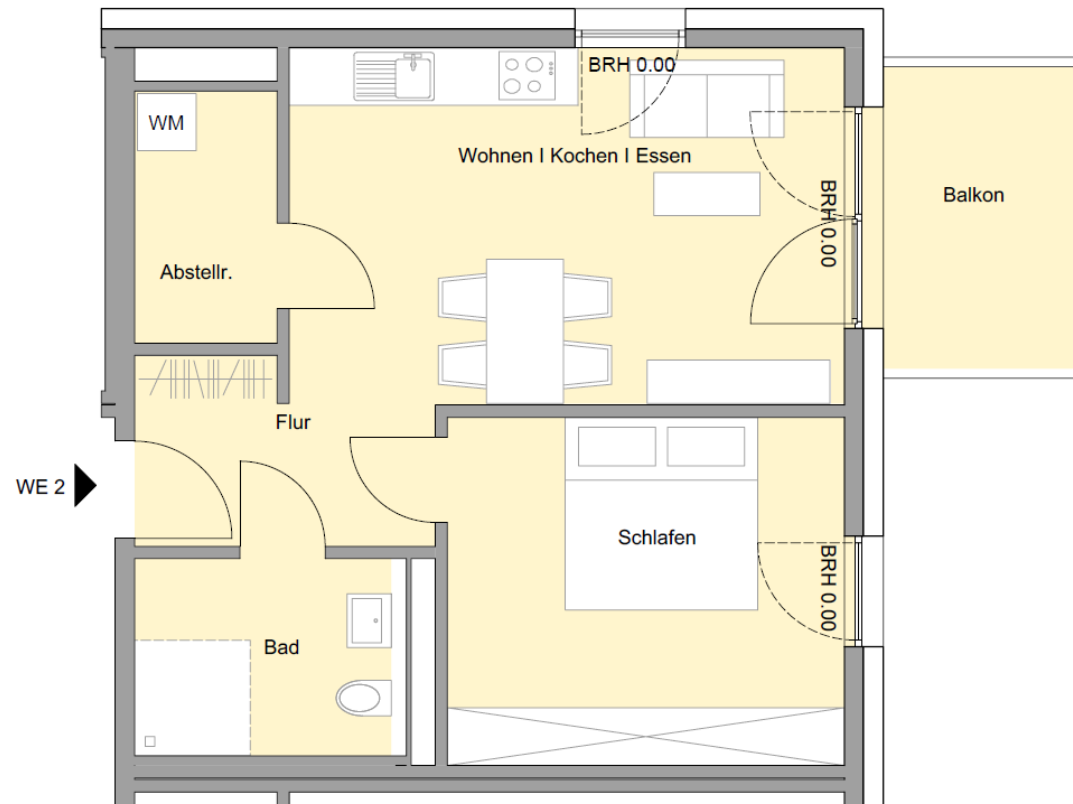 BRH 0.00
WM
Wohnen I Kochen I Essen
BRH 0.00
Balkon
Abstellr.
Flur
WE 2
Schlafen
BRH 0.00
Bad